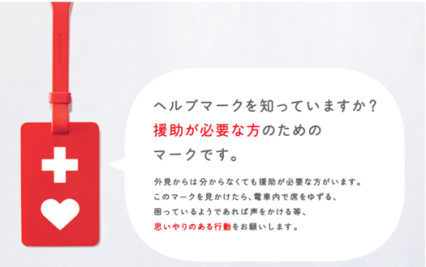 ヘルプマークを知っていますか？
援助が必要な方のための
マークです。
外見からは分からなくても援助が必要な方がいます。
このマークを見かけたら、電車内で席をゆずる、
困っているようであれば声をかける等、
思いやりのある行動をお願いします。